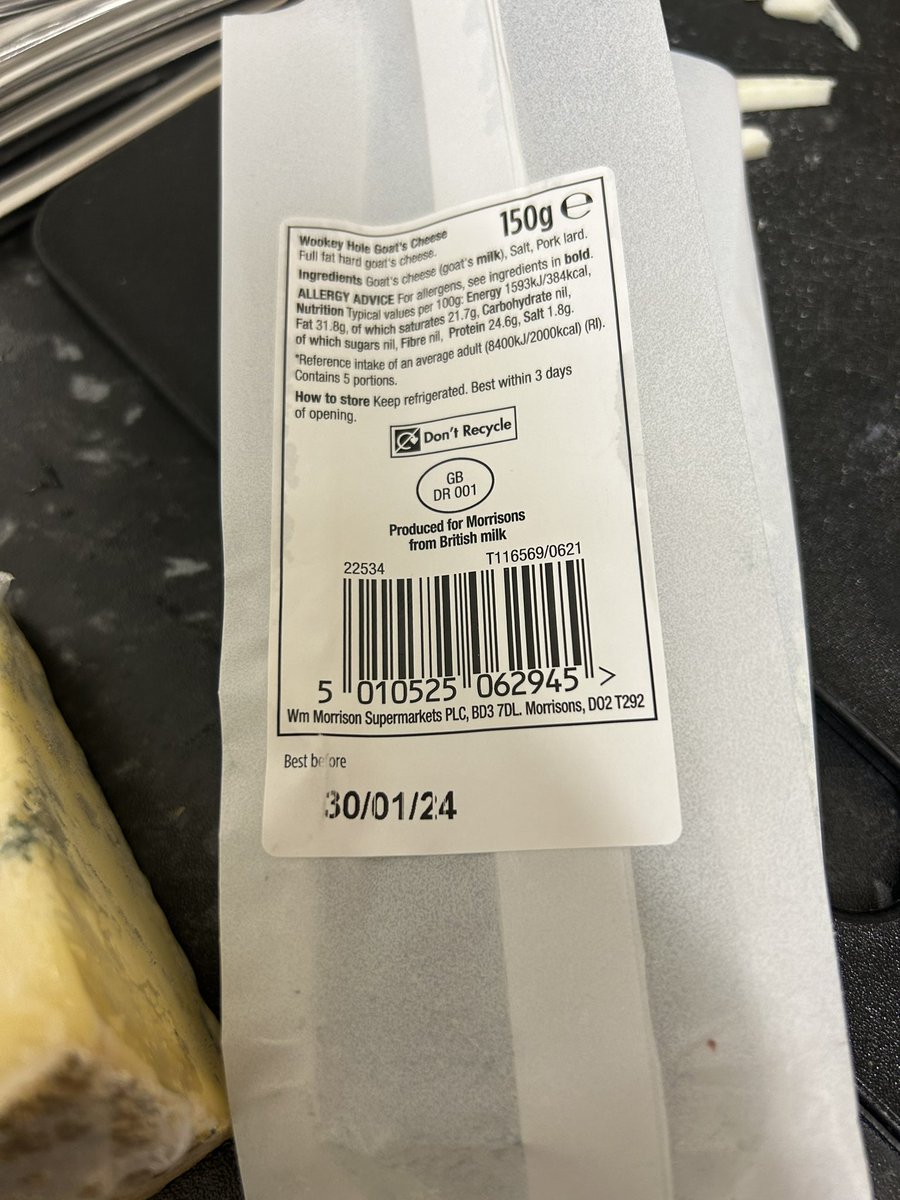 150g ℮
Wookey Hole Goat's Cheese
Full fat hard goat's cheese.
Ingredients Goat's cheese (goat's milk), Salt, Pork lard.
ALLERGY ADVICE For allergens, see ingredients in bold.
Nutrition Typical values per 100g: Energy 1593kJ/384kcal,
Fat 31.8g, of which saturates 21.7g, Carbohydrate nil,
of which sugars nil, Fibre nil, Protein 24.6g, Salt 1.8g.
*Reference intake of an average adult (8400kJ/2000kcal) (RI).
Contains 5 portions.
How to store Keep refrigerated. Best within 3 days
of opening.
Don't Recycle
GB
DR 001
Produced for Morrisons
from British milk
22534 T116569/0621
5 010525 062945 >
Wm Morrison Supermarkets PLC, BD3 7DL. Morrisons, D02 T292
Best before
30/01/24